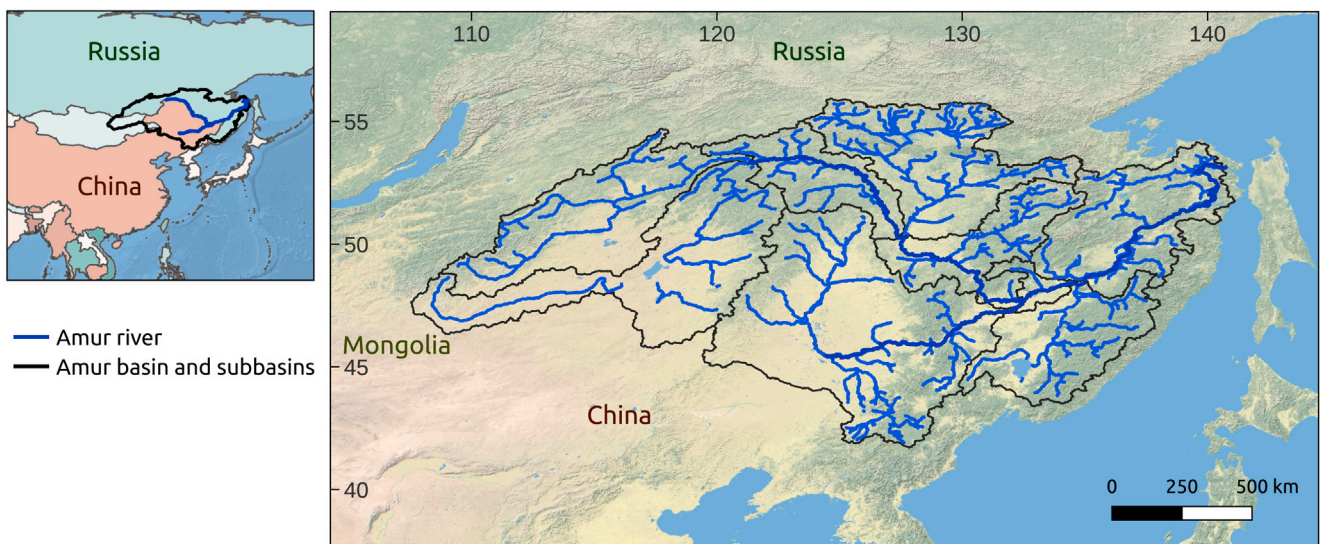 Russia
China
Amur river
Amur basin and subbasins
110
120
130
140
Russia
55
50
45
40
Mongolia
China
0 250 500 km